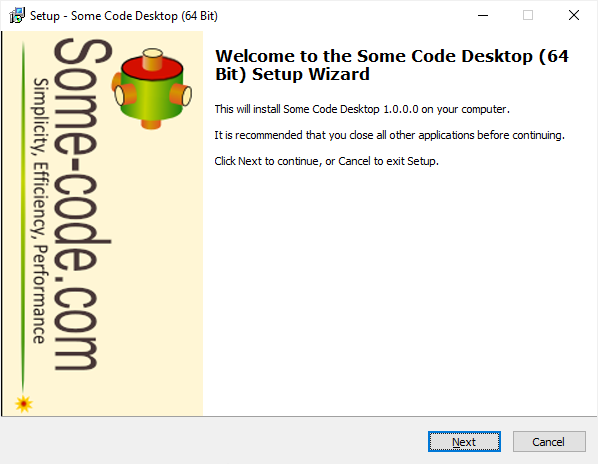 Setup - Some Code Desktop (64 Bit)
Some-code.com
Simplicity, Efficiency, Performance
Welcome to the Some Code Desktop (64
Bit) Setup Wizard
This will install Some Code Desktop 1.0.0.0 on your computer.
It is recommended that you close all other applications before continuing.
Click Next to continue, or Cancel to exit Setup.
Next
Cancel